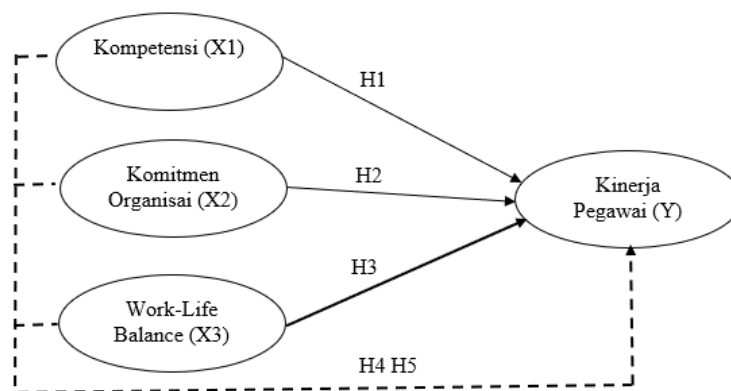 Kompetensi (X1)
H1
Komitmen
Organisai (X2)
H2
Kinerja
Pegawai (Y)
H3
Work-Life
Balance (X3)
H4 H5